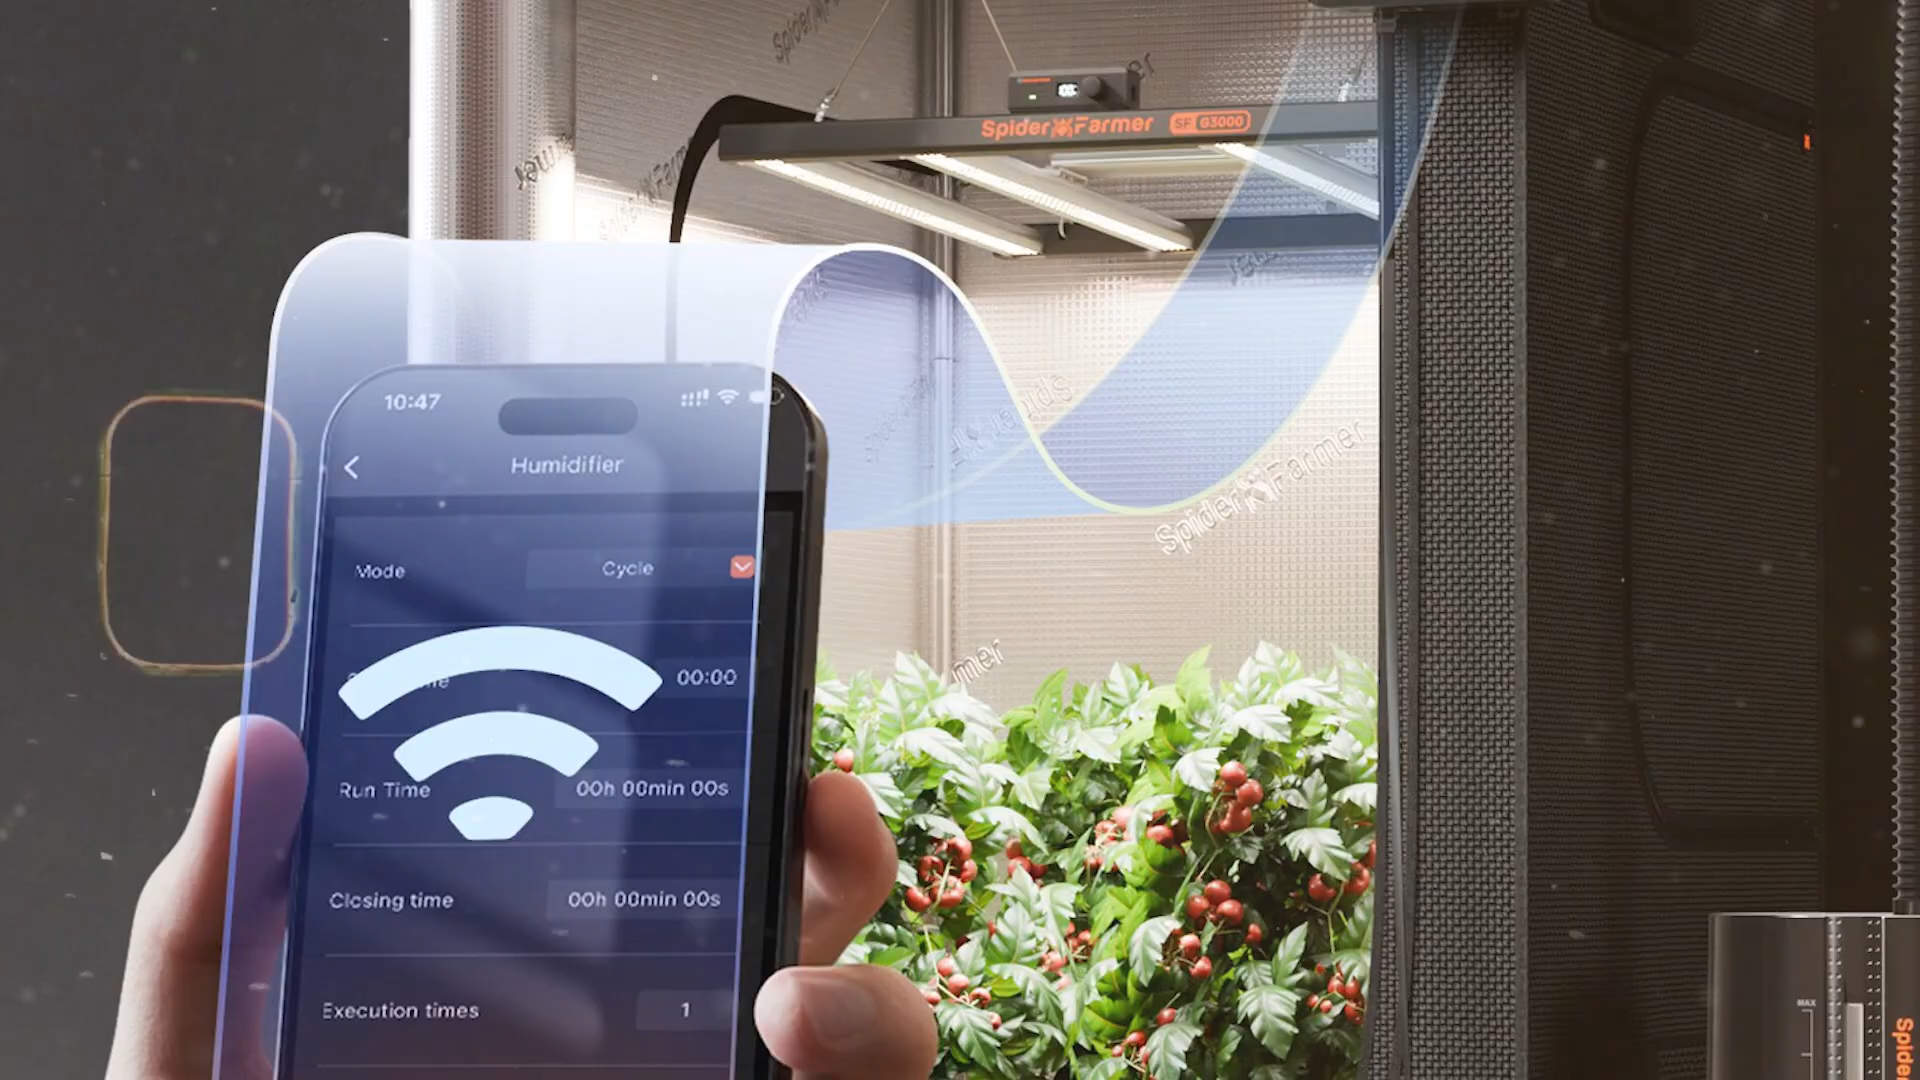 Spider Farmer SF G3000
Spider Farmer
10:47
Humidifier
Mode
Cycle
00:00
Run Time
00h 00min 00s
Closing time
00h 00min 00s
Execution times
1
MAX